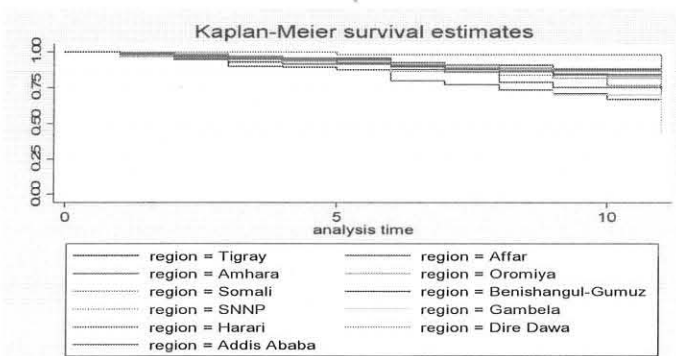 Kaplan-Meier survival estimates
1.00
0.75
0.50
0.25
0.00
0 5 10
analysis time
region = Tigray region = Affar
region = Amhara region = Oromiya
region = Somali region = Benishangul-Gumuz
region = SNNP region = Gambela
region = Harari region = Dire Dawa
region = Addis Ababa